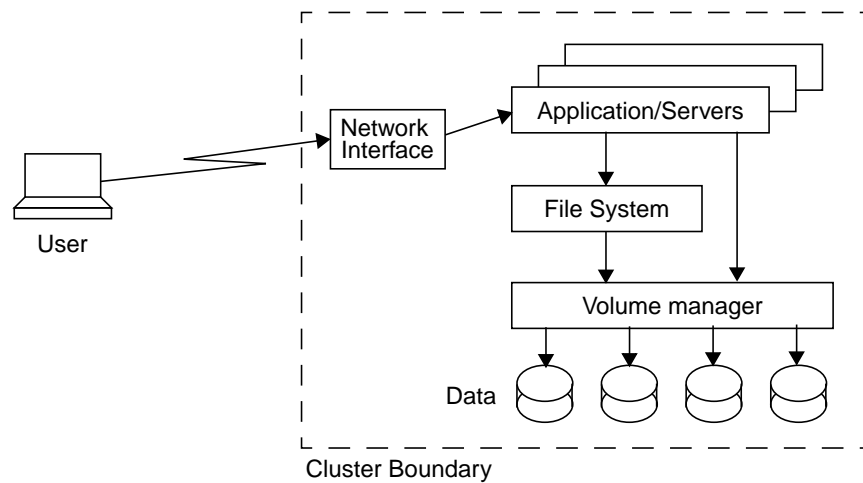 Application/Servers
Network
Interface
File System
User
Volume manager
Data
Cluster Boundary